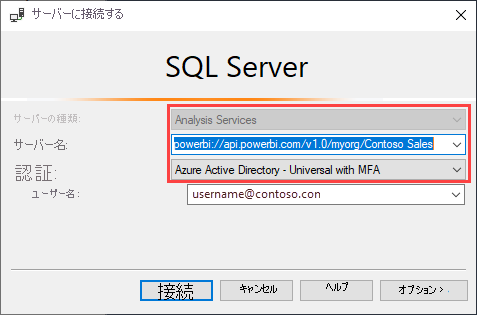 サーバーに接続する
SQL Server
サーバーの種類:
Analysis Services
サーバー名:
powerbi://api.powerbi.com/v1.0/myorg/Contoso Sales
認証:
Azure Active Directory - Universal with MFA
ユーザー名:
username@contoso.con
接続
キャンセル
ヘルプ
オプション >